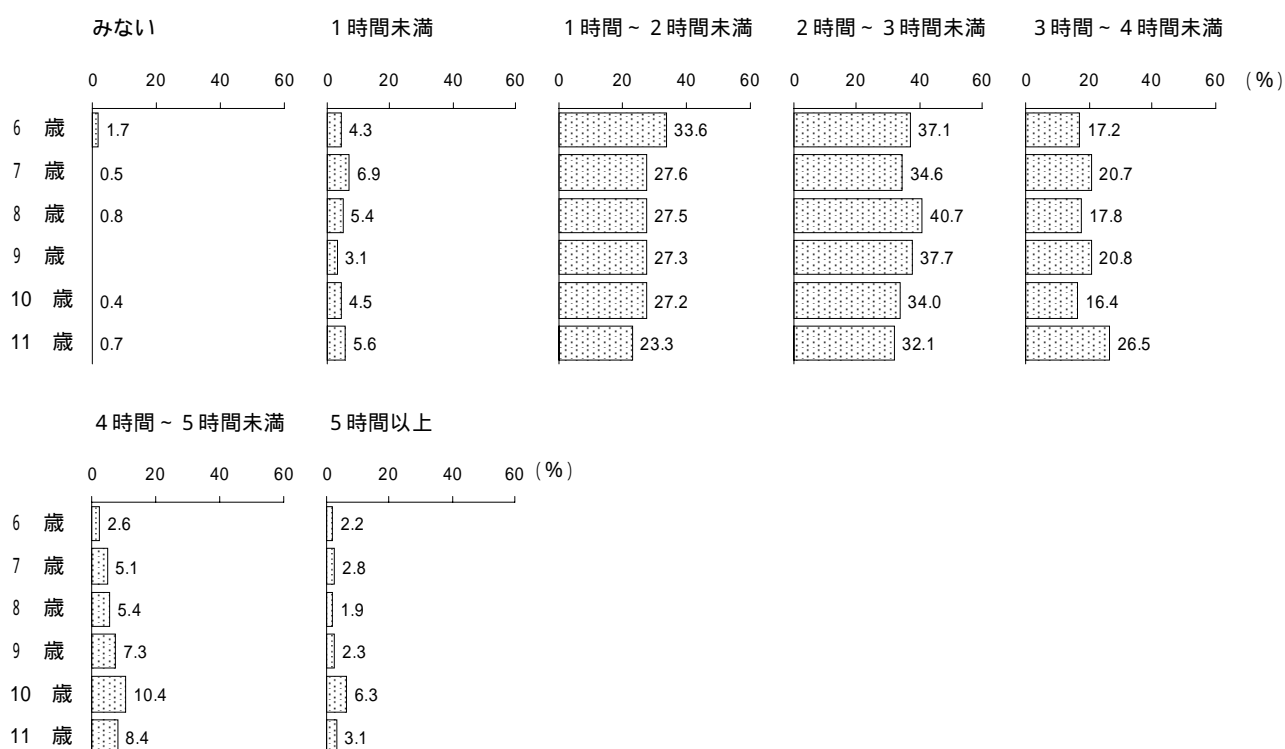 みない 1時間未満 1時間~2時間未満 2時間~3時間未満 3時間~4時間未満
0 20 40 60 0 20 40 60 0 20 40 60 0 20 40 60 0 20 40 60 (%)
6 歳 1.7 4.3 33.6 37.1 17.2
7 歳 0.5 6.9 27.6 34.6 20.7
8 歳 0.8 5.4 27.5 40.7 17.8
9 歳 3.1 27.3 37.7 20.8
10 歳 0.4 4.5 27.2 34.0 16.4
11 歳 0.7 5.6 23.3 32.1 26.5
4時間~5時間未満 5時間以上
0 20 40 60 0 20 40 60 (%)
6 歳 2.6 2.2
7 歳 5.1 2.8
8 歳 5.4 1.9
9 歳 7.3 2.3
10 歳 10.4 6.3
11 歳 8.4 3.1